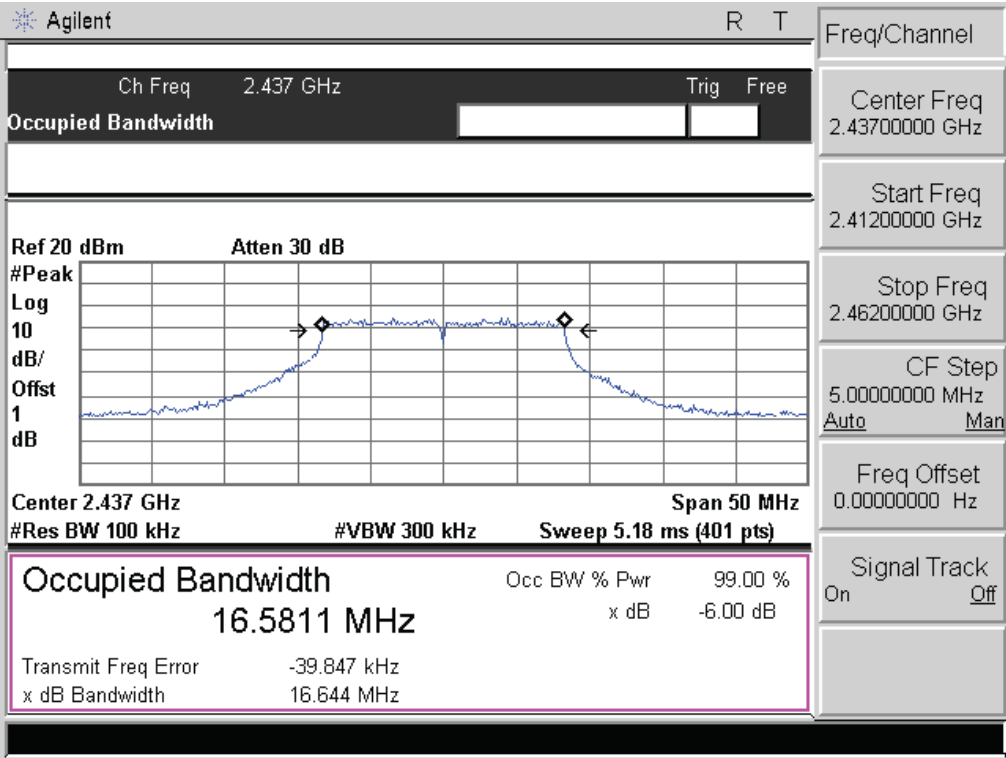 Agilent R T
Ch Freq 2.437 GHz Trig Free
Occupied Bandwidth
Ref 20 dBm Atten 30 dB
#Peak
Log
10
dB/
Offst
1
dB
Center 2.437 GHz Span 50 MHz
#Res BW 100 kHz #VBW 300 kHz Sweep 5.18 ms (401 pts)
Occupied Bandwidth Occ BW % Pwr 99.00 %
16.5811 MHz x dB -6.00 dB
Transmit Freq Error -39.847 kHz
x dB Bandwidth 16.644 MHz
Freq/Channel
Center Freq
2.43700000 GHz
Start Freq
2.41200000 GHz
Stop Freq
2.46200000 GHz
CF Step
5.00000000 MHz
Auto Man
Freq Offset
0.00000000 Hz
Signal Track
On Off